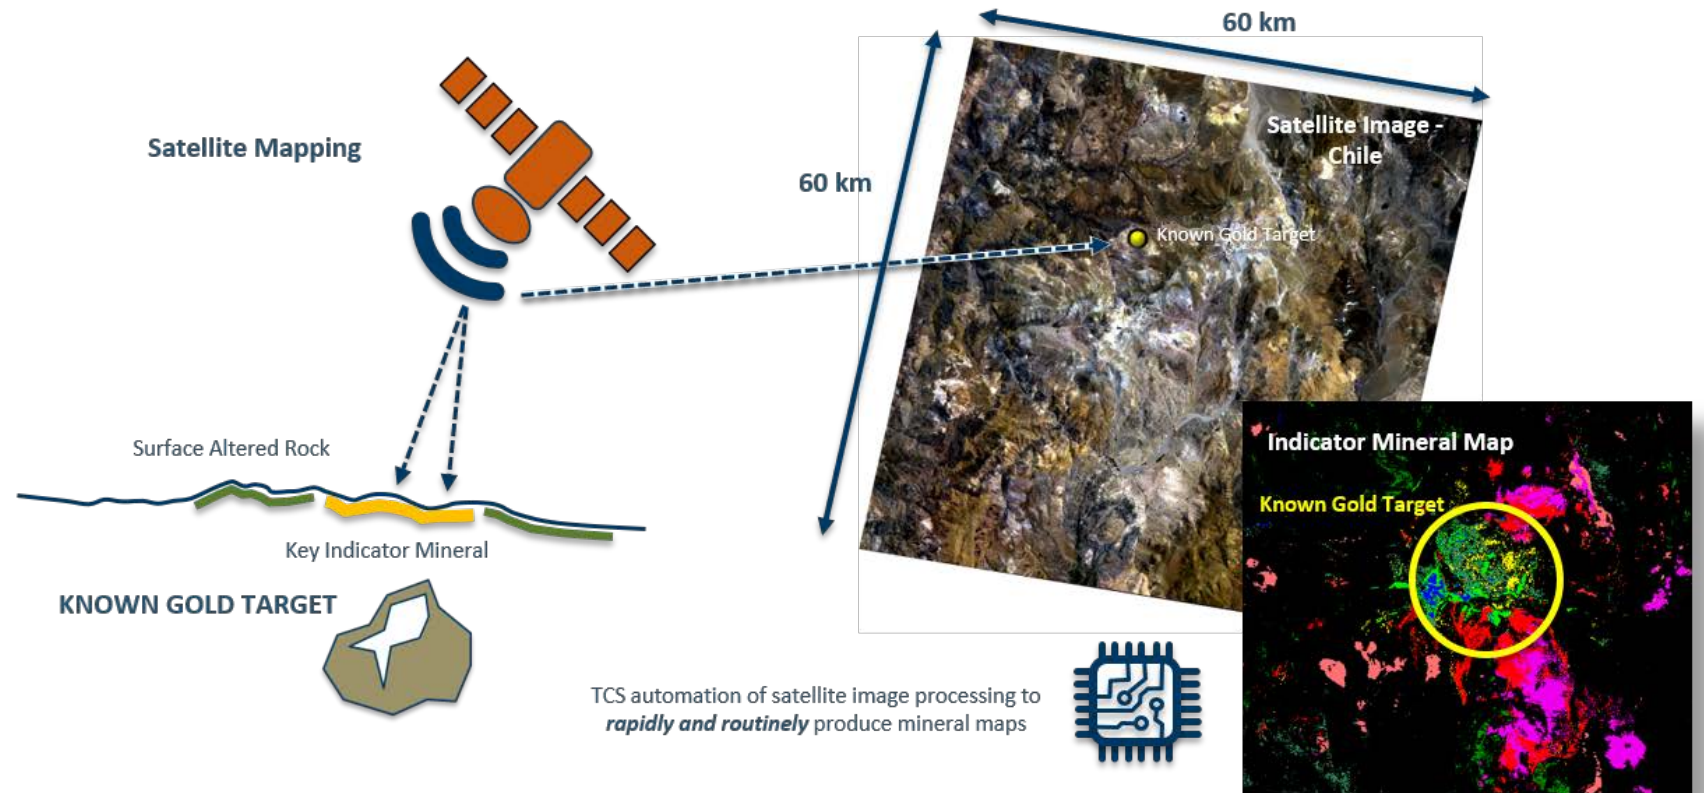 60 km
Satellite Mapping
60 km
Satellite Image -
Chile
Known Gold Target
Surface Altered Rock
Key Indicator Mineral
KNOWN GOLD TARGET
Indicator Mineral Map
Known Gold Target
TCS automation of satellite image processing to
rapidly and routinely produce mineral maps